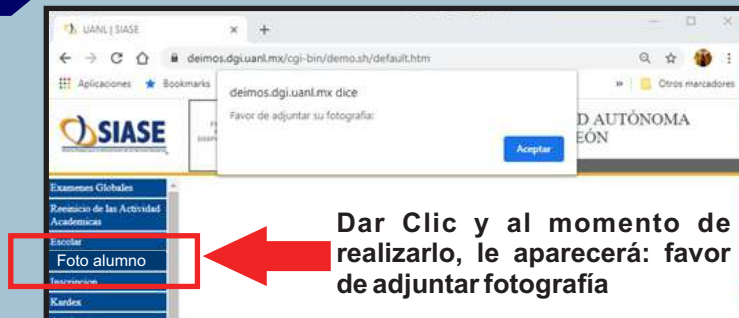 UANL | SIASE
deimos.dgi.uanl.mx/cgi-bin/demo.sh/default.htm
Aplicaciones
Bookmarks
Otros marcadores
deimos.dgi.uanl.mx dice
Favor de adjuntar su fotografia:
Aceptar
SIASE
D AUTÓNOMA
EÓN
Examenes Globales
Reeinicio de las Actividad
Academicas
Escolar
Foto alumno
Inscripcion
Kardex
Dar Clic y al momento de
realizarlo, le aparecerá: favor
de adjuntar fotografía